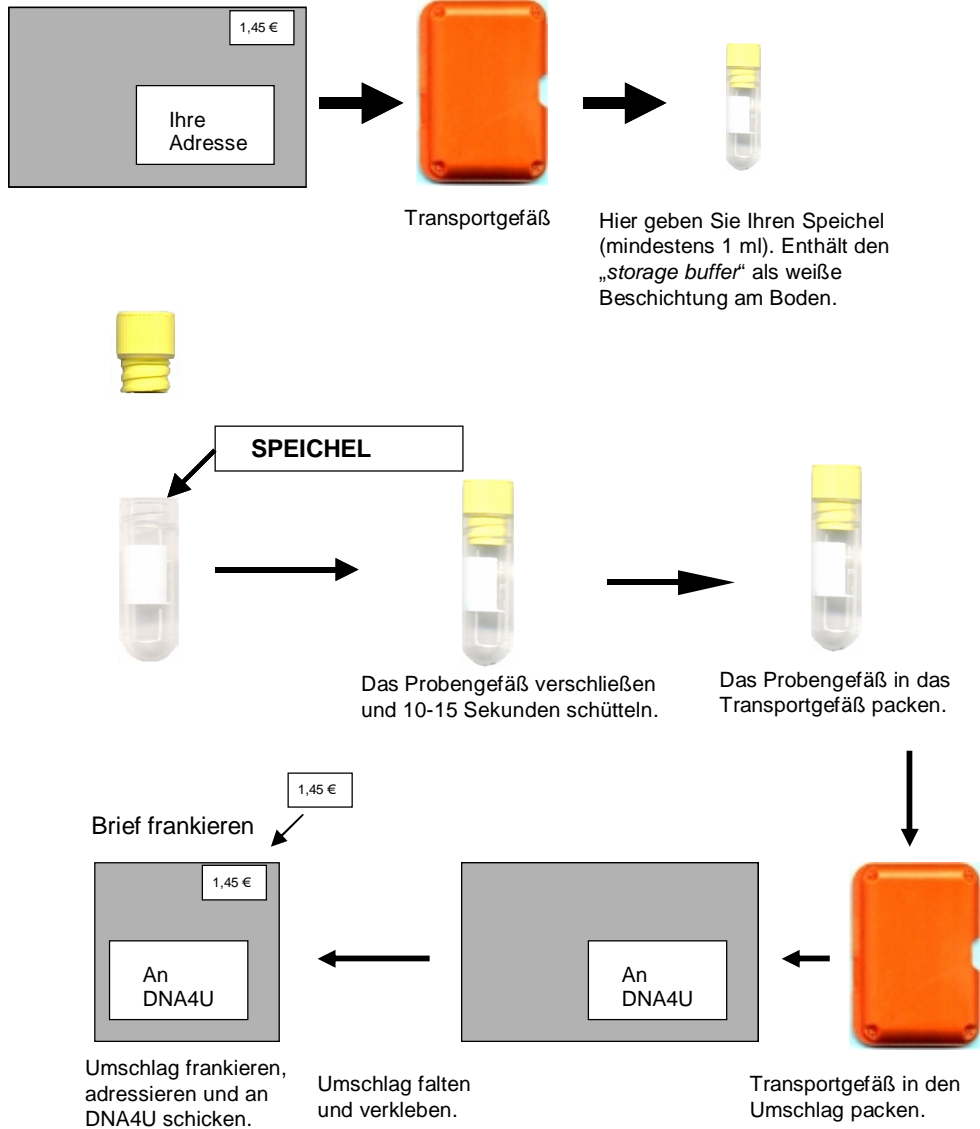 1,45 €
Ihre
Adresse
Transportgefäß
Hier geben Sie Ihren Speichel
(mindestens 1 ml). Enthält den
„storage buffer“ als weiße
Beschichtung am Boden.
SPEICHEL
Das Probengefäß verschließen
und 10-15 Sekunden schütteln.
Das Probengefäß in das
Transportgefäß packen.
1,45 €
Brief frankieren
1,45 €
An
DNA4U
An
DNA4U
Umschlag frankieren,
adressieren und an
DNA4U schicken.
Umschlag falten
und verkleben.
Transportgefäß in den
Umschlag packen.